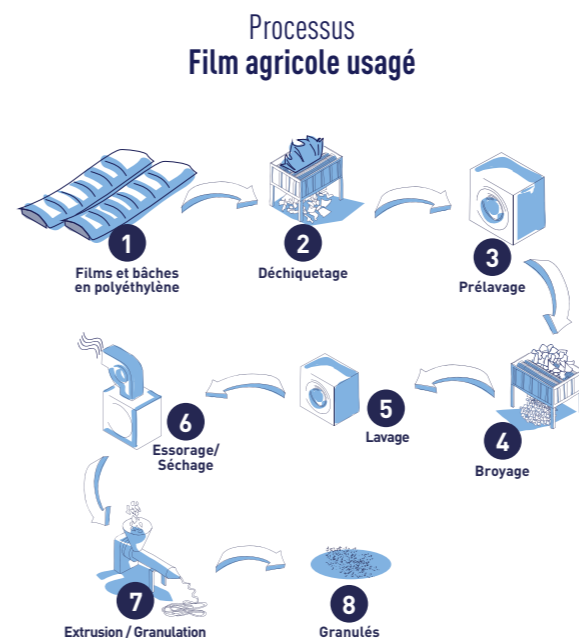 Processus
Film agricole usagé
1
Films et bâches
en polyéthylène
2
Déchiquetage
3
Prélavage
4
Broyage
5
Lavage
6
Essorage/
Séchage
7
Extrusion / Granulation
8
Granulés